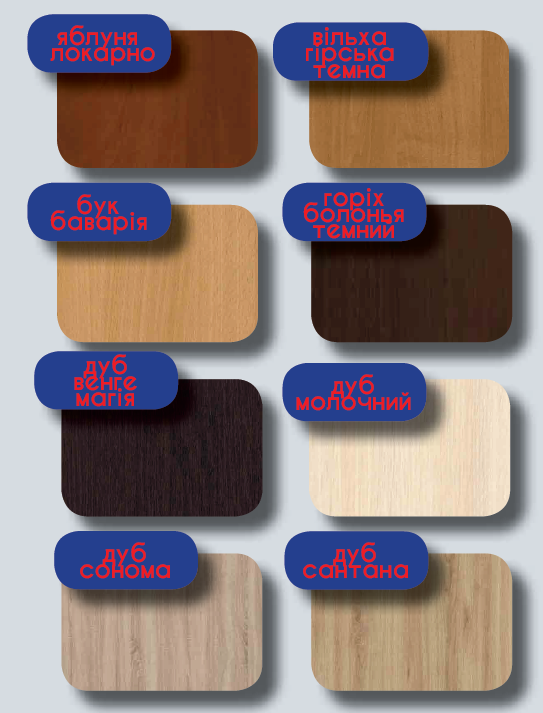 яблуня
локарно
вільха
гірська
темна
бук
баварія
горіх
болонья
темний
дуб
венге
магія
дуб
молочний
дуб
сонома
дуб
сантана